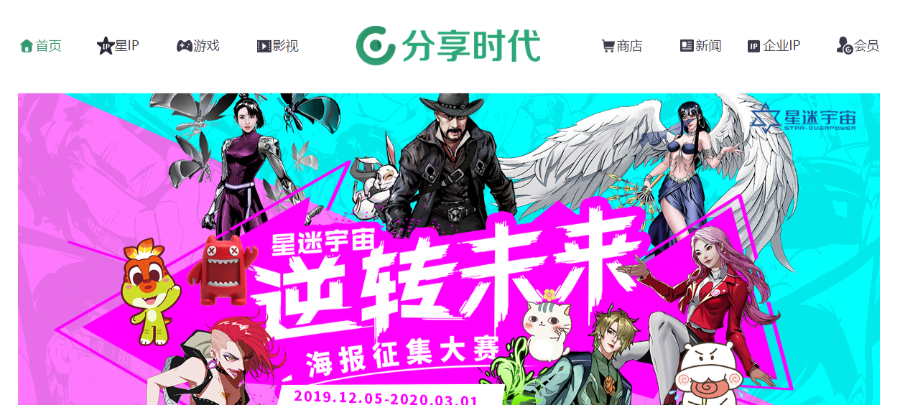 首页
IP
星IP
游戏
影视
分享时代
商店
新闻
IP
企业IP
会员
星迷宇宙
STAR-OVERPOWER
星迷宇宙
逆转未来
海报征集大赛
2019.12.05-2020.03.01